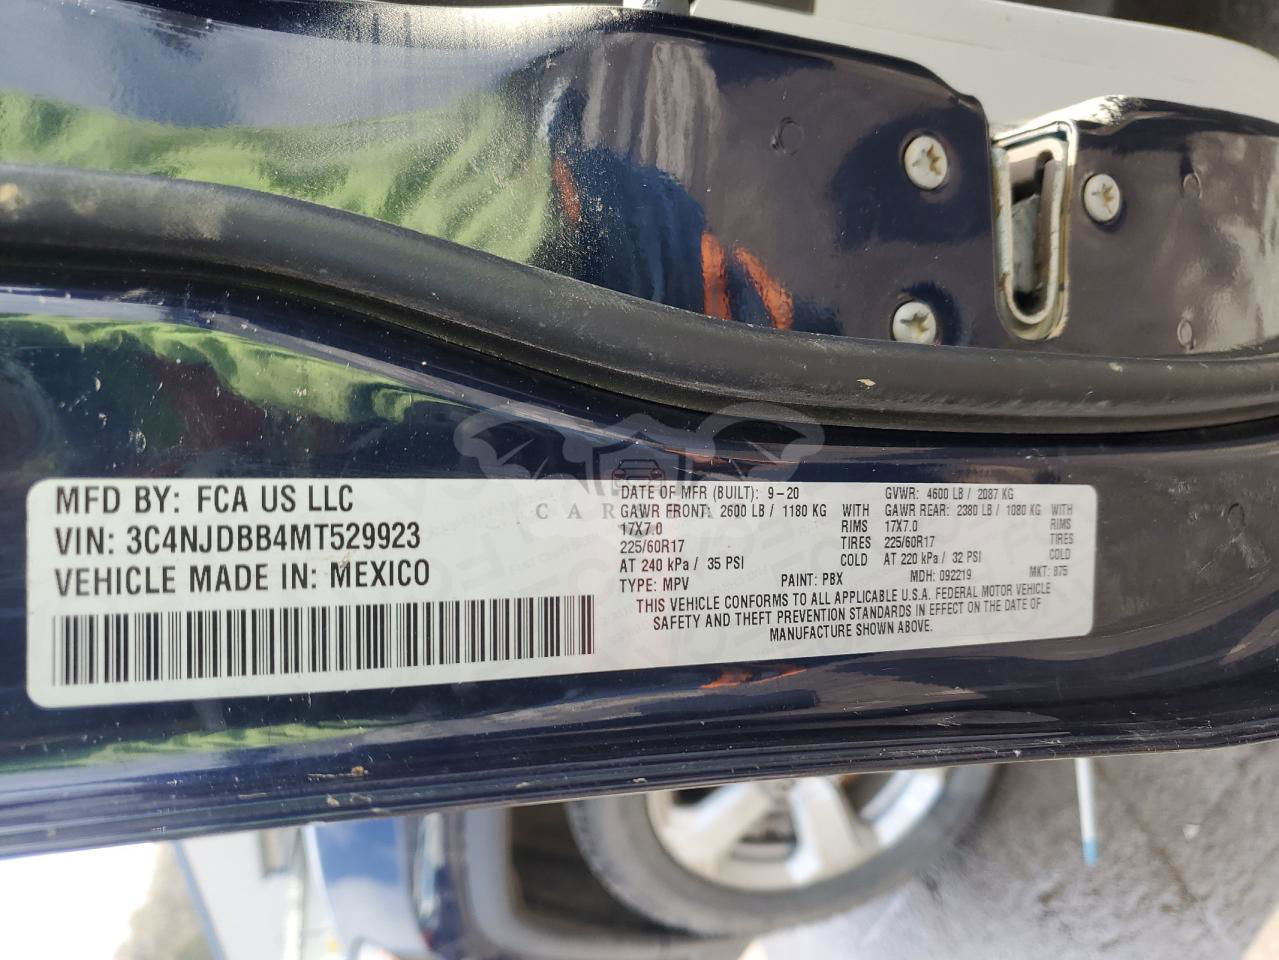 MFD BY: FCA US LLC
VIN: 3C4NJDBB4MT529923
VEHICLE MADE IN: MEXICO
DATE OF MFR (BUILT): 9-20 GVWR: 4600 LB / 2087 KG
GAWR FRONT: 2600 LB / 1180 KG WITH GAWR REAR: 2380 LB / 1080 KG WITH
17X7.0 RIMS 17X7.0 RIMS
225/60R17 TIRES 225/60R17 TIRES
AT 240 kPa / 35 PSI COLD AT 220 kPa / 32 PSI COLD
TYPE: MPV PAINT: PBX MDH: 092219 MKT: 875
THIS VEHICLE CONFORMS TO ALL APPLICABLE U.S.A. FEDERAL MOTOR VEHICLE
SAFETY AND THEFT PREVENTION STANDARDS IN EFFECT ON THE DATE OF
MANUFACTURE SHOWN ABOVE.